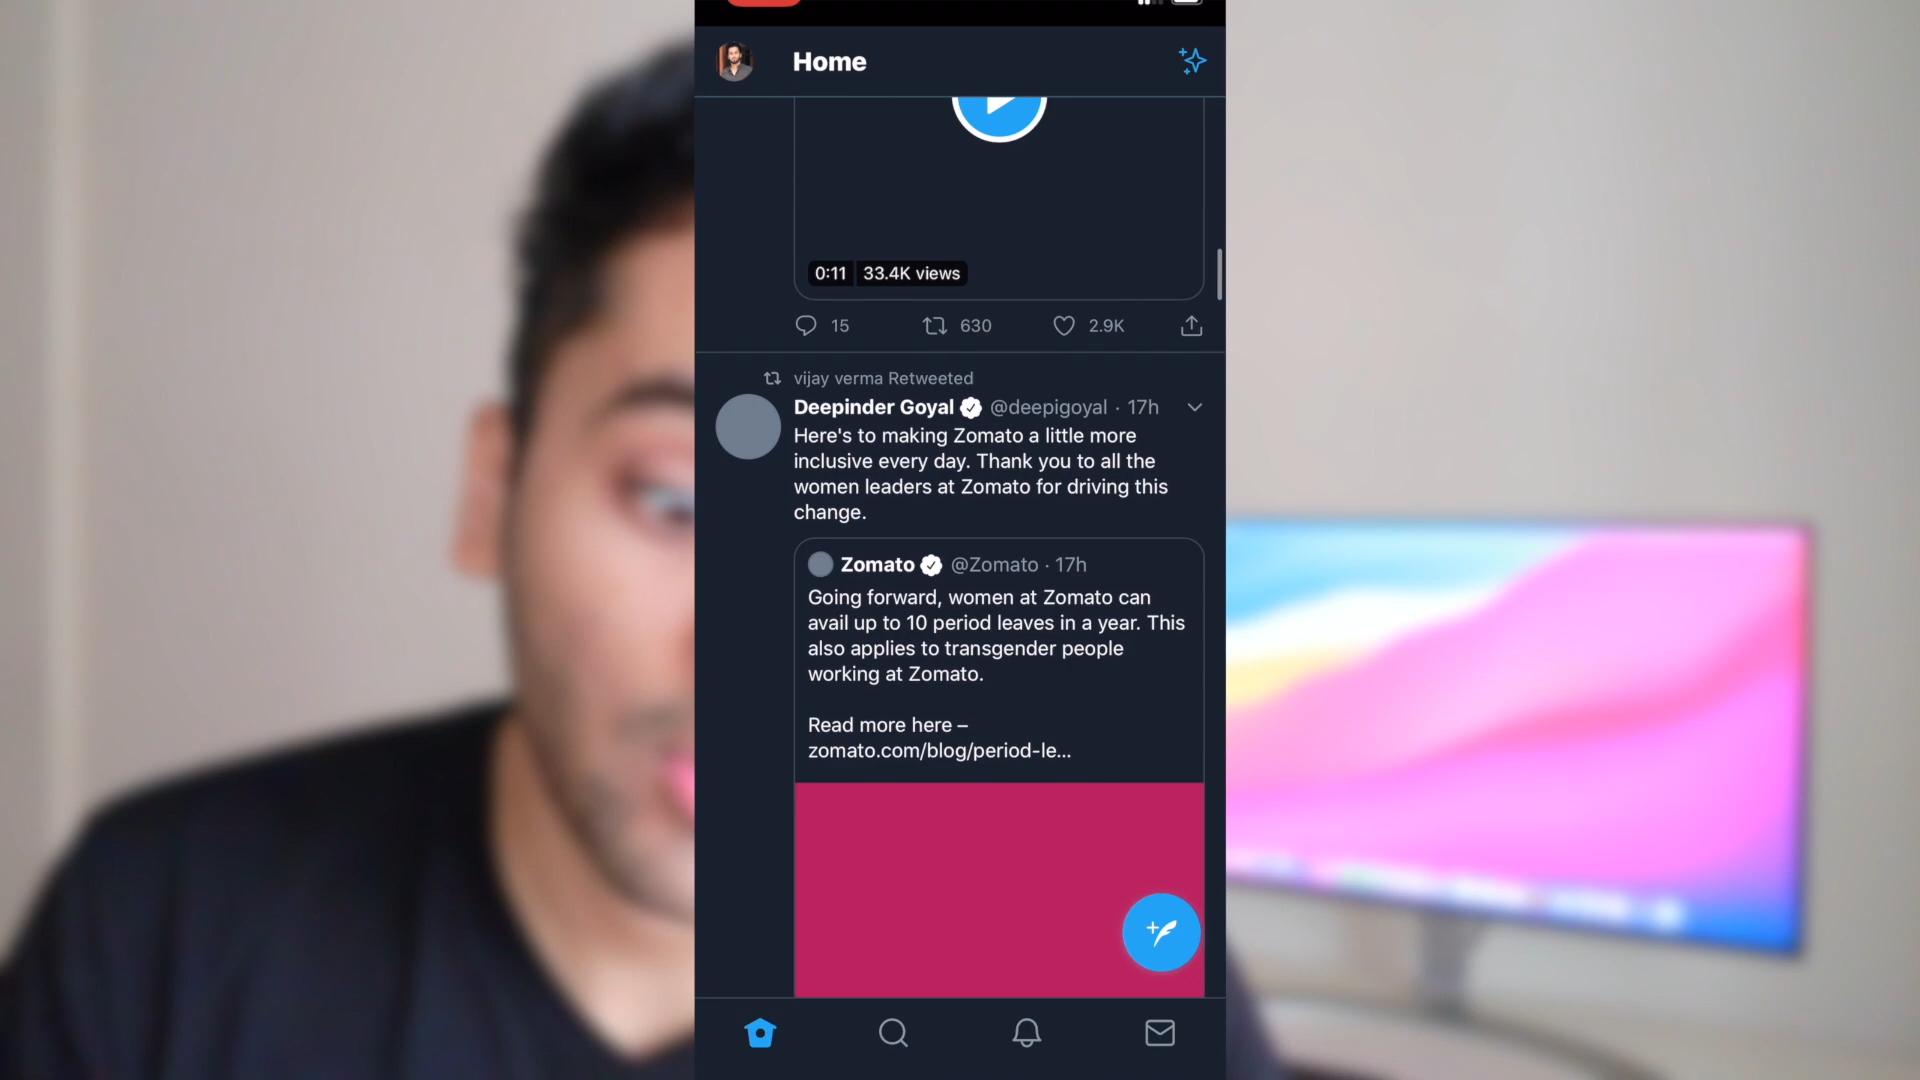 Home
0:11 33.4K views
15 630 2.9K
vijay verma Retweeted
Deepinder Goyal @deepigoyal · 17h
Here's to making Zomato a little more
inclusive every day. Thank you to all the
women leaders at Zomato for driving this
change.
Zomato @Zomato · 17h
Going forward, women at Zomato can
avail up to 10 period leaves in a year. This
also applies to transgender people
working at Zomato.
Read more here –
zomato.com/blog/period-le...